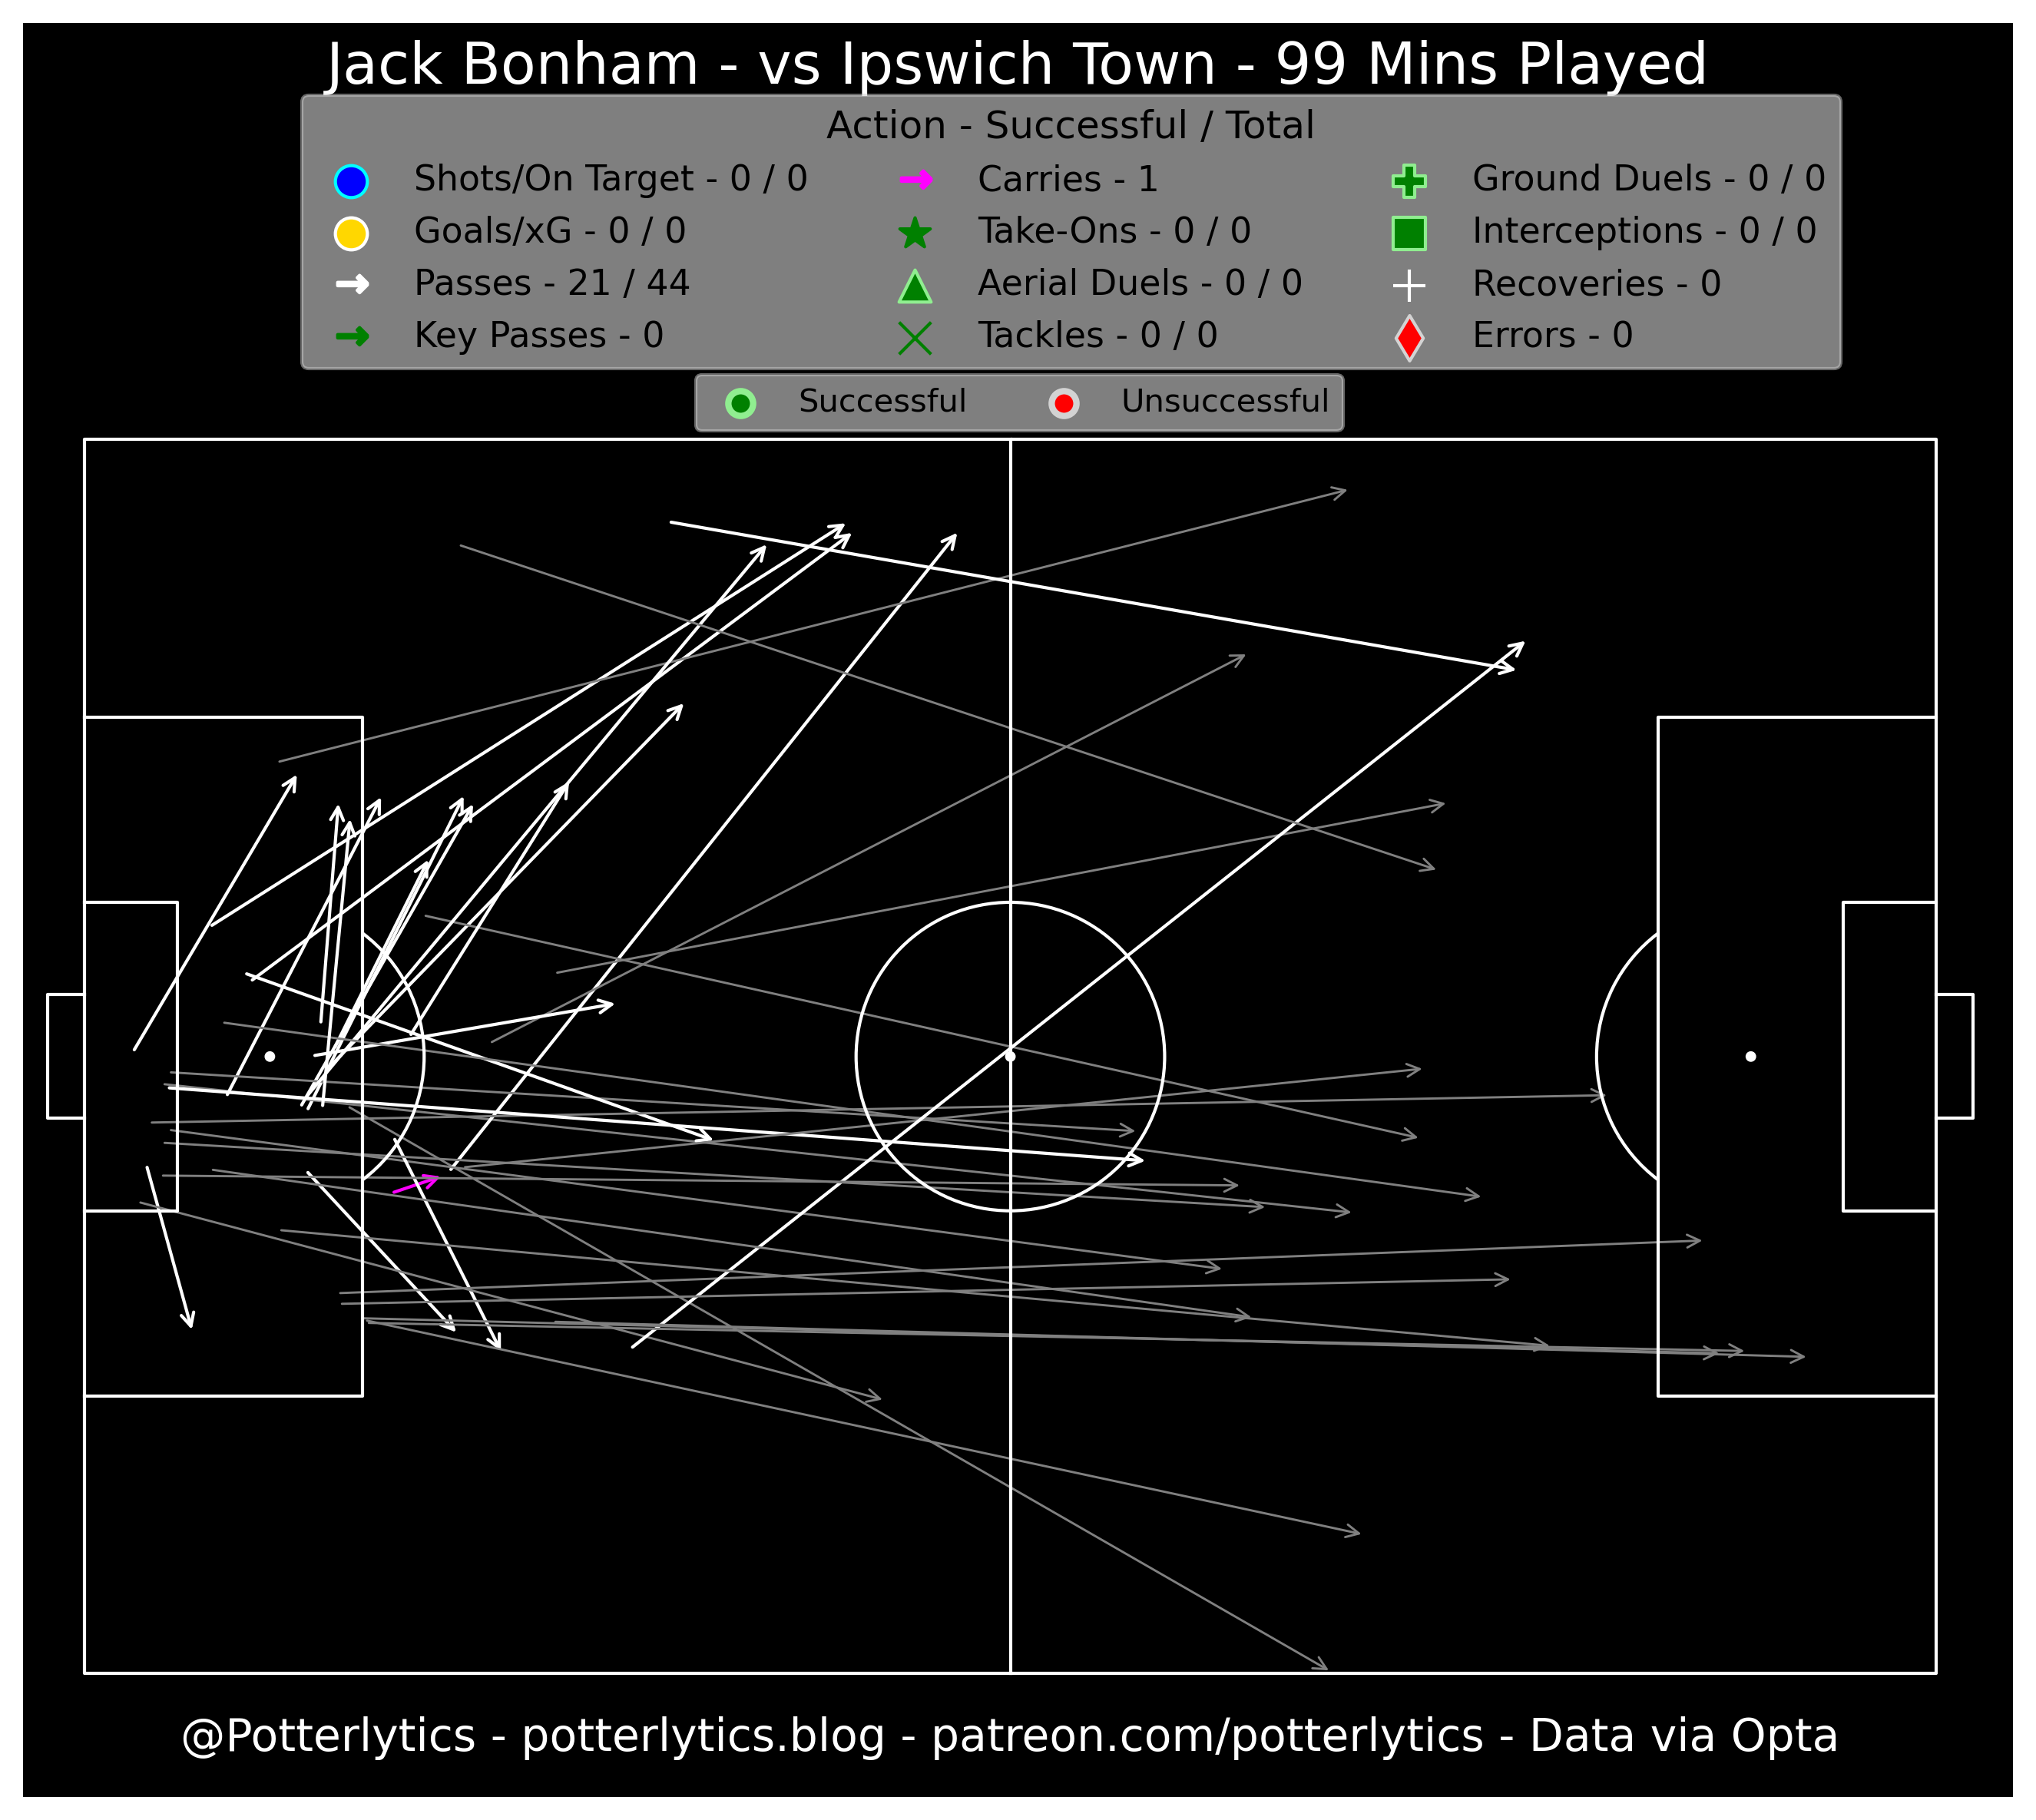 Jack Bonham - vs Ipswich Town - 99 Mins Played
Action - Successful / Total
Shots/On Target - 0 / 0
Goals/xG - 0 / 0
Passes - 21 / 44
Key Passes - 0
Carries - 1
Take-Ons - 0 / 0
Aerial Duels - 0 / 0
Tackles - 0 / 0
Ground Duels - 0 / 0
Interceptions - 0 / 0
Recoveries - 0
Errors - 0
Successful
Unsuccessful
@Potterlytics - potterlytics.blog - patreon.com/potterlytics - Data via Opta